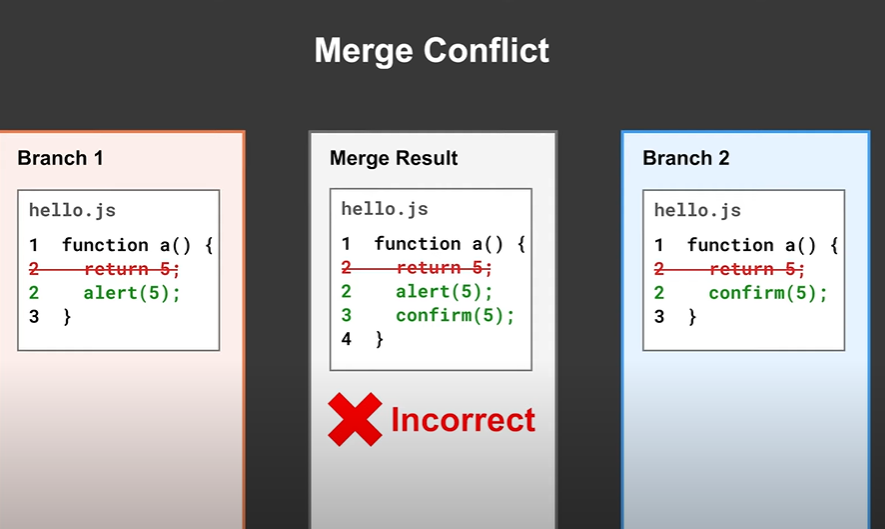 Merge Conflict
Branch 1
hello.js
1 function a() {
2 return 5;
2 alert(5);
3 }
Merge Result
hello.js
1 function a() {
2 return 5;
2 alert(5);
3 confirm(5);
4 }
Incorrect
Branch 2
hello.js
1 function a() {
2 return 5;
2 confirm(5);
3 }